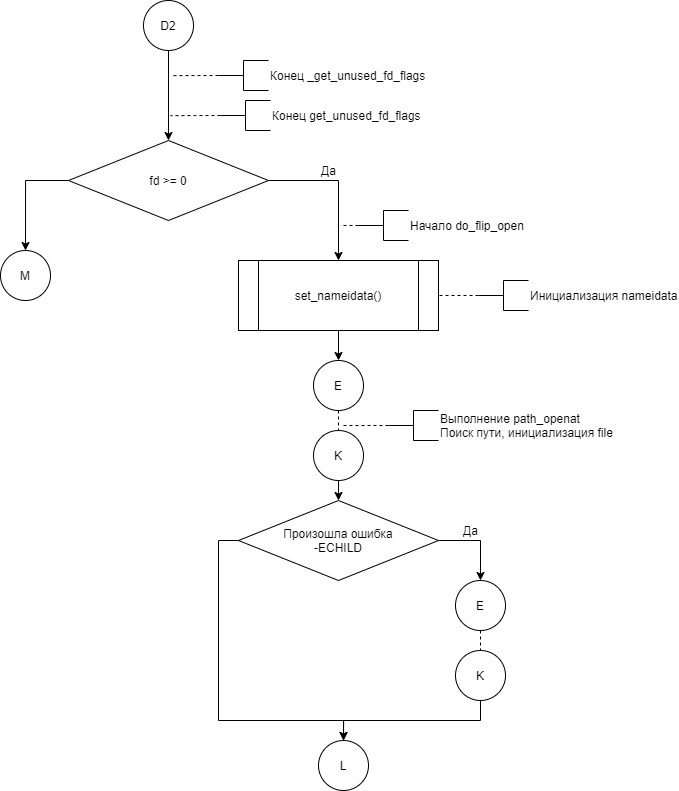 D2
Конец _get_unused_fd_flags
Конец get_unused_fd_flags
fd >= 0
Да
Начало do_flip_open
M
set_nameidata()
Инициализация nameidata
E
Выполнение path_openat
Поиск пути, инициализация file
K
Произошла ошибка
-ECHILD
Да
E
K
L